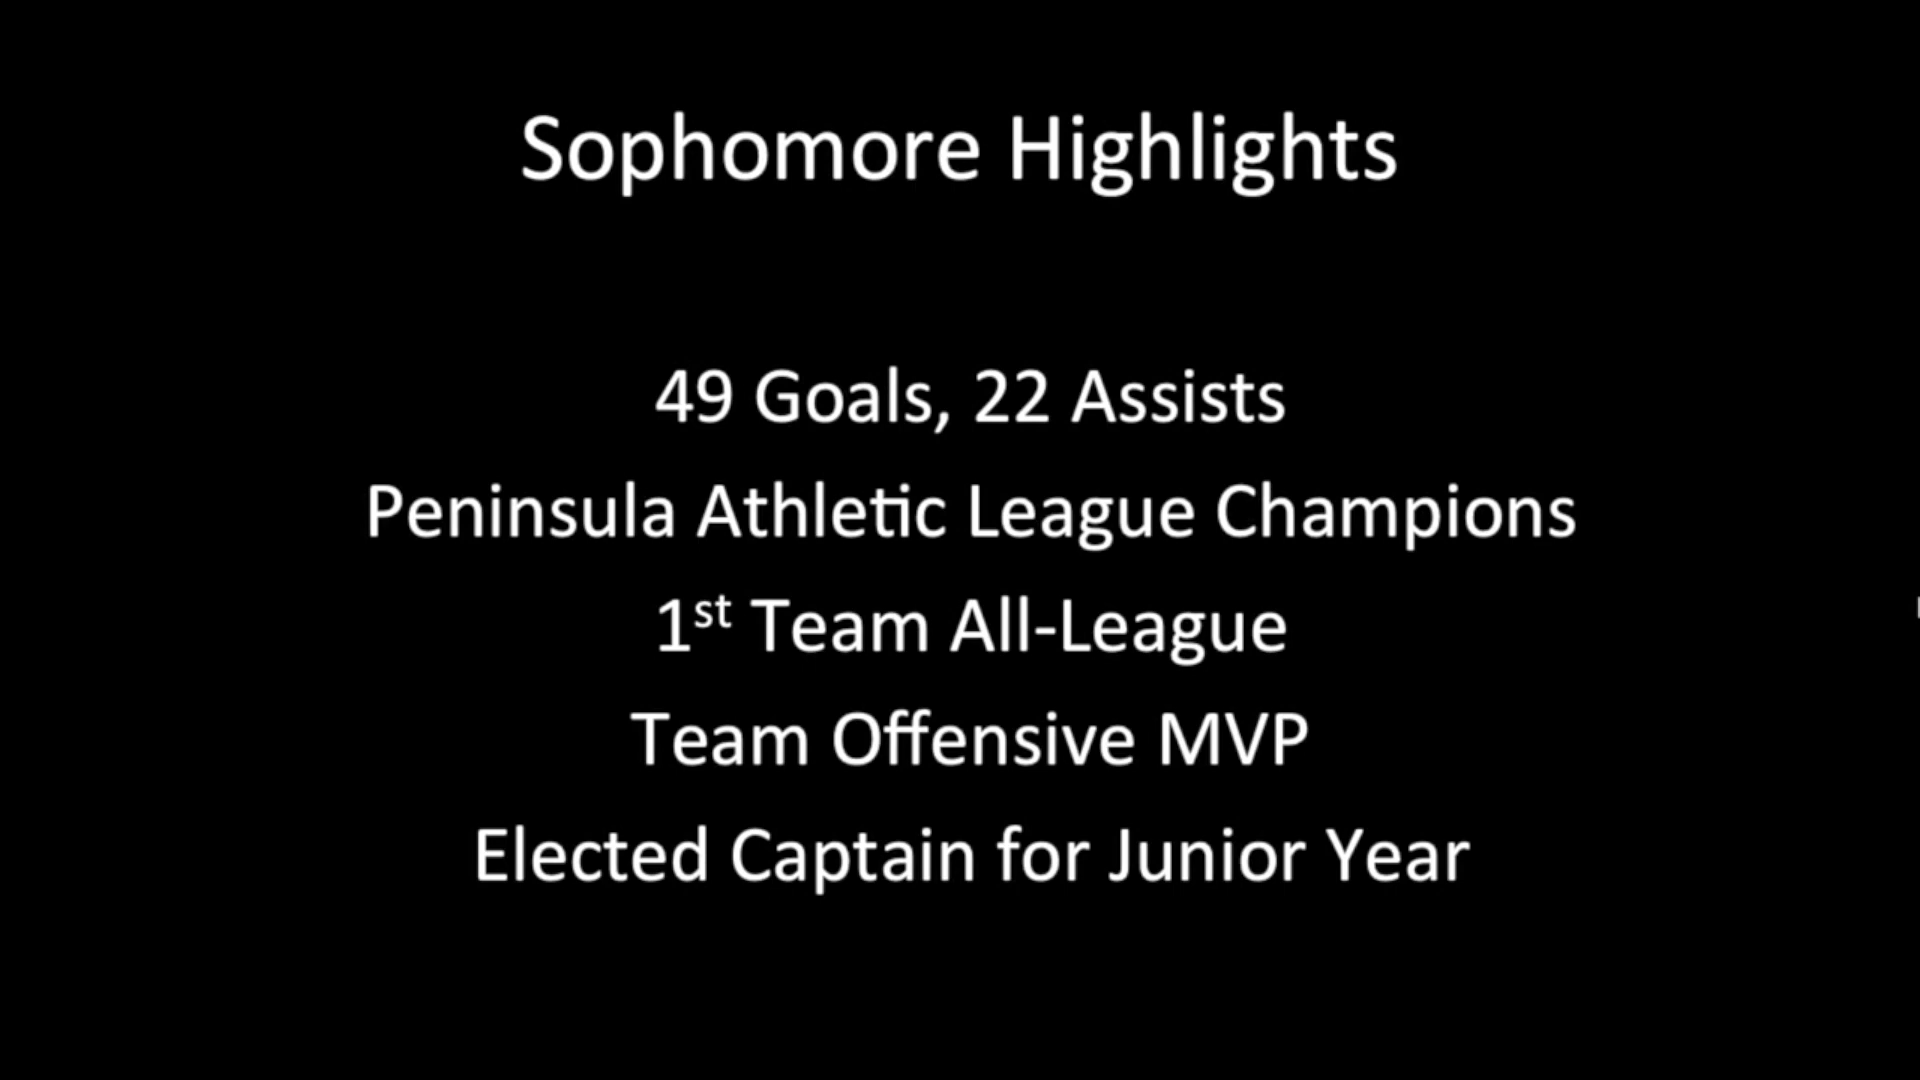 Sophomore Highlights
49 Goals, 22 Assists
Peninsula Athletic League Champions
1st Team All-League
Team Offensive MVP
Elected Captain for Junior Year